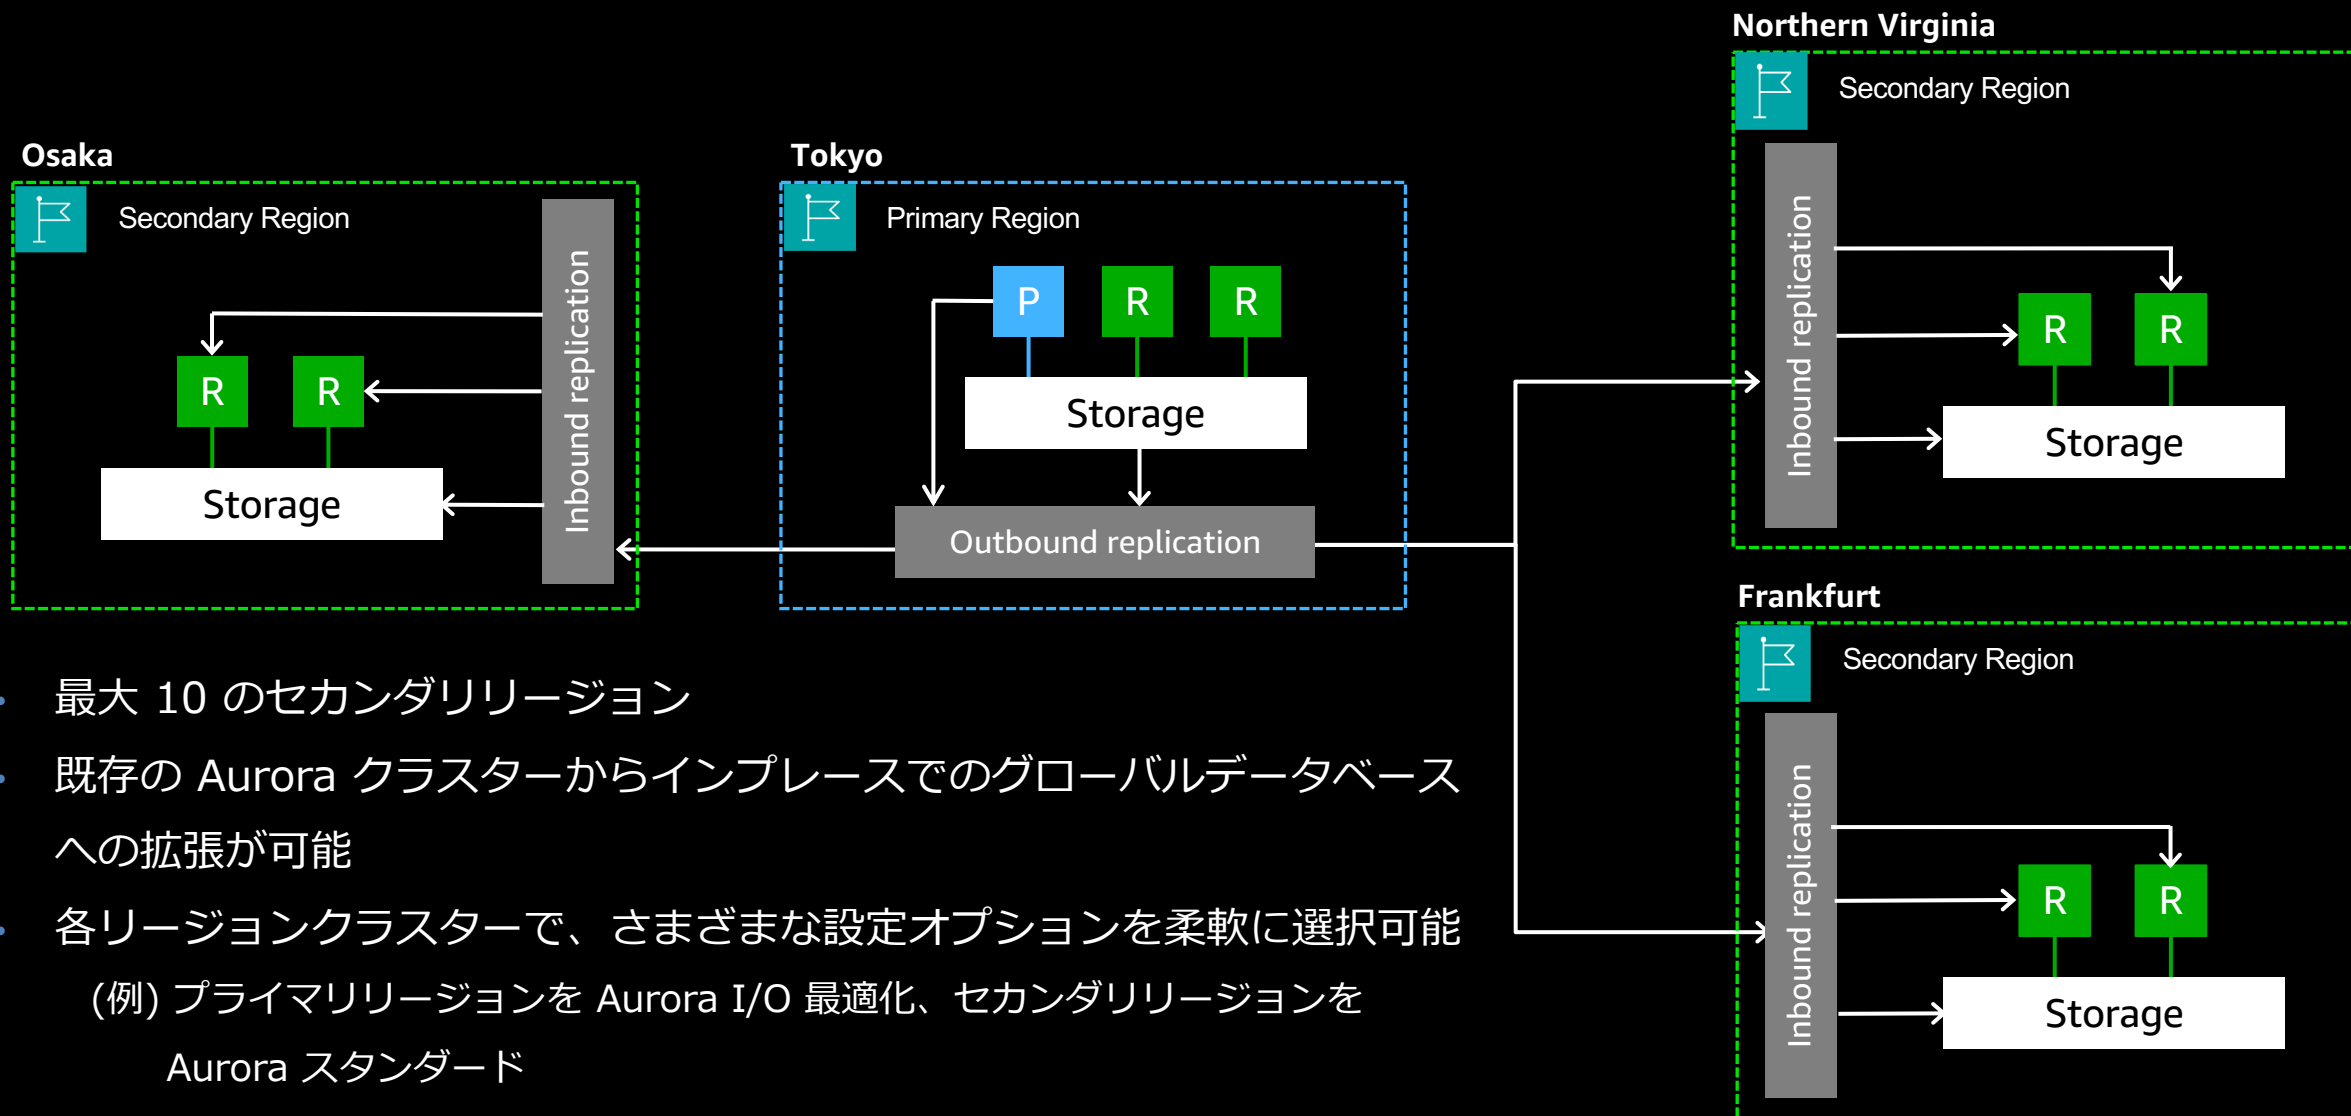 Northern Virginia
Secondary Region
Inbound replication
R
R
Storage
Osaka
Secondary Region
Inbound replication
R
R
Storage
Tokyo
Primary Region
P
R
R
Storage
Outbound replication
Frankfurt
Secondary Region
Inbound replication
R
R
Storage
最大 10 のセカンダリリージョン
既存の Aurora クラスターからインプレースでのグローバルデータベース
への拡張が可能
各リージョンクラスターで、さまざまな設定オプションを柔軟に選択可能
(例) プライマリリージョンを Aurora I/O 最適化、セカンダリリージョンを
Aurora スタンダード